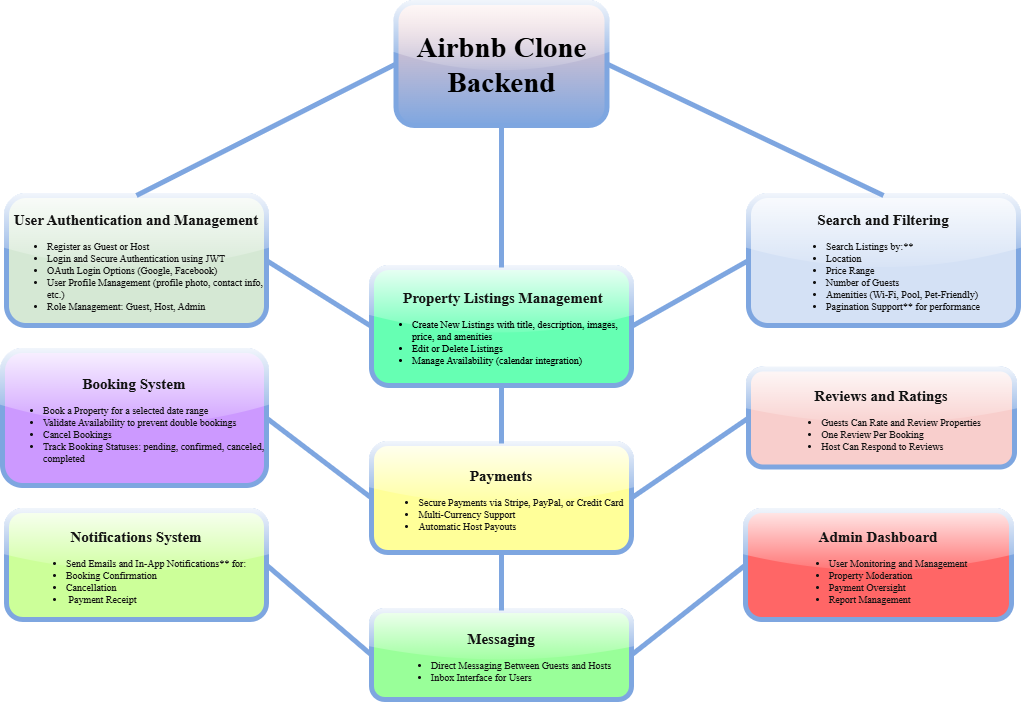 Airbnb Clone
Backend
User Authentication and Management
• Register as Guest or Host
• Login and Secure Authentication using JWT
• OAuth Login Options (Google, Facebook)
• User Profile Management (profile photo, contact info,
etc.)
• Role Management: Guest, Host, Admin
Search and Filtering
• Search Listings by:**
• Location
• Price Range
• Number of Guests
• Amenities (Wi-Fi, Pool, Pet-Friendly)
• Pagination Support** for performance
Property Listings Management
• Create New Listings with title, description, images,
price, and amenities
• Edit or Delete Listings
• Manage Availability (calendar integration)
Booking System
• Book a Property for a selected date range
• Validate Availability to prevent double bookings
• Cancel Bookings
• Track Booking Statuses: pending, confirmed, canceled,
completed
Reviews and Ratings
• Guests Can Rate and Review Properties
• One Review Per Booking
• Host Can Respond to Reviews
Payments
• Secure Payments via Stripe, PayPal, or Credit Card
• Multi-Currency Support
• Automatic Host Payouts
Notifications System
• Send Emails and In-App Notifications** for:
• Booking Confirmation
• Cancellation
• Payment Receipt
Admin Dashboard
• User Monitoring and Management
• Property Moderation
• Payment Oversight
• Report Management
Messaging
• Direct Messaging Between Guests and Hosts
• Inbox Interface for Users